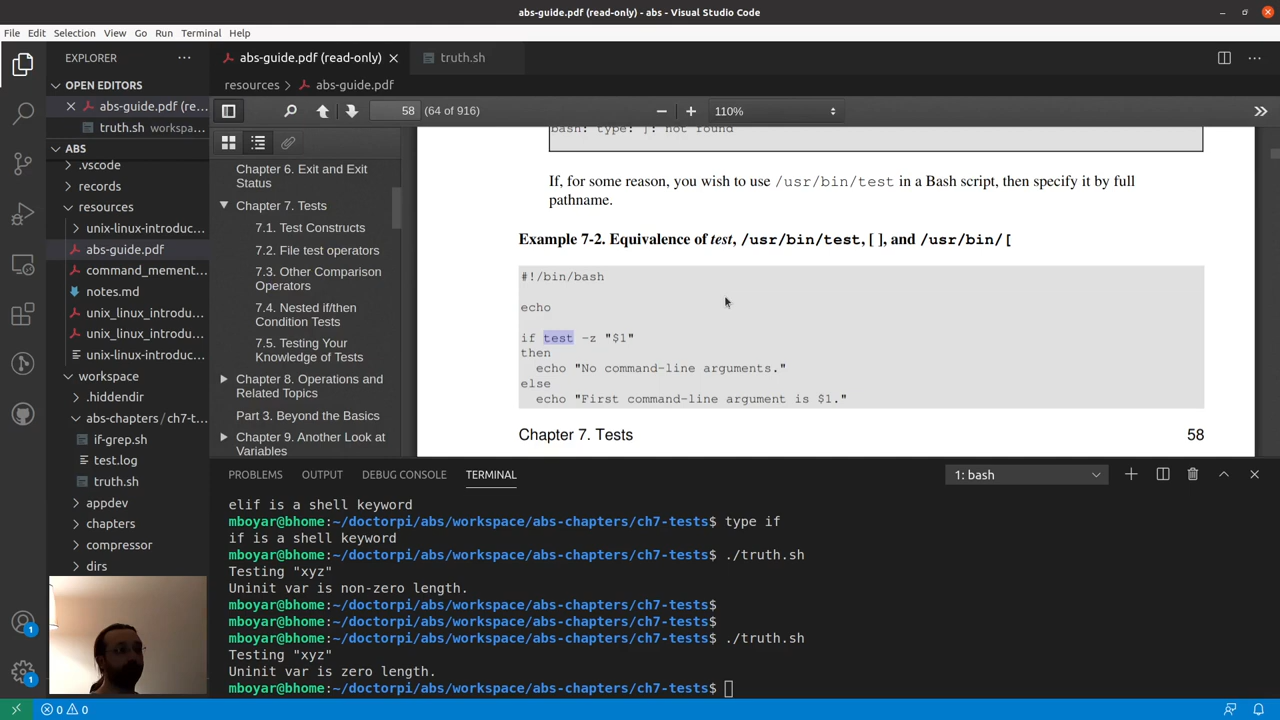 abs-guide.pdf (read-only) - abs - Visual Studio Code
File Edit Selection View Go Run Terminal Help
EXPLORER
abs-guide.pdf (read-only)
truth.sh
OPEN EDITORS
resources > abs-guide.pdf
abs-guide.pdf (re...
truth.sh workspa...
58 (64 of 916)
110%
ABS
.vscode
records
resources
unix-linux-introduc...
abs-guide.pdf
command_mement...
notes.md
unix_linux_introdu...
unix_linux_introdu...
unix-linux-introduc...
workspace
.hiddendir
abs-chapters / ch7-t...
if-grep.sh
test.log
truth.sh
appdev
chapters
compressor
dirs
Chapter 6. Exit and Exit
Status
Chapter 7. Tests
7.1. Test Constructs
7.2. File test operators
7.3. Other Comparison
Operators
7.4. Nested if/then
Condition Tests
7.5. Testing Your
Knowledge of Tests
Chapter 8. Operations and
Related Topics
Part 3. Beyond the Basics
Chapter 9. Another Look at
Variables
bash: type: ]: not found
If, for some reason, you wish to use /usr/bin/test in a Bash script, then specify it by full
pathname.
Example 7-2. Equivalence of test, /usr/bin/test, [ ], and /usr/bin/[
#!/bin/bash
echo
if test -z "$1"
then
echo "No command-line arguments."
else
echo "First command-line argument is $1."
Chapter 7. Tests 58
PROBLEMS OUTPUT DEBUG CONSOLE TERMINAL
1: bash
elif is a shell keyword
mboyar@bhome:~/doctorpi/abs/workspace/abs-chapters/ch7-tests$ type if
if is a shell keyword
mboyar@bhome:~/doctorpi/abs/workspace/abs-chapters/ch7-tests$ ./truth.sh
Testing "xyz"
Uninit var is non-zero length.
mboyar@bhome:~/doctorpi/abs/workspace/abs-chapters/ch7-tests$
mboyar@bhome:~/doctorpi/abs/workspace/abs-chapters/ch7-tests$
mboyar@bhome:~/doctorpi/abs/workspace/abs-chapters/ch7-tests$ ./truth.sh
Testing "xyz"
Uninit var is zero length.
mboyar@bhome:~/doctorpi/abs/workspace/abs-chapters/ch7-tests$
1
1
0 0